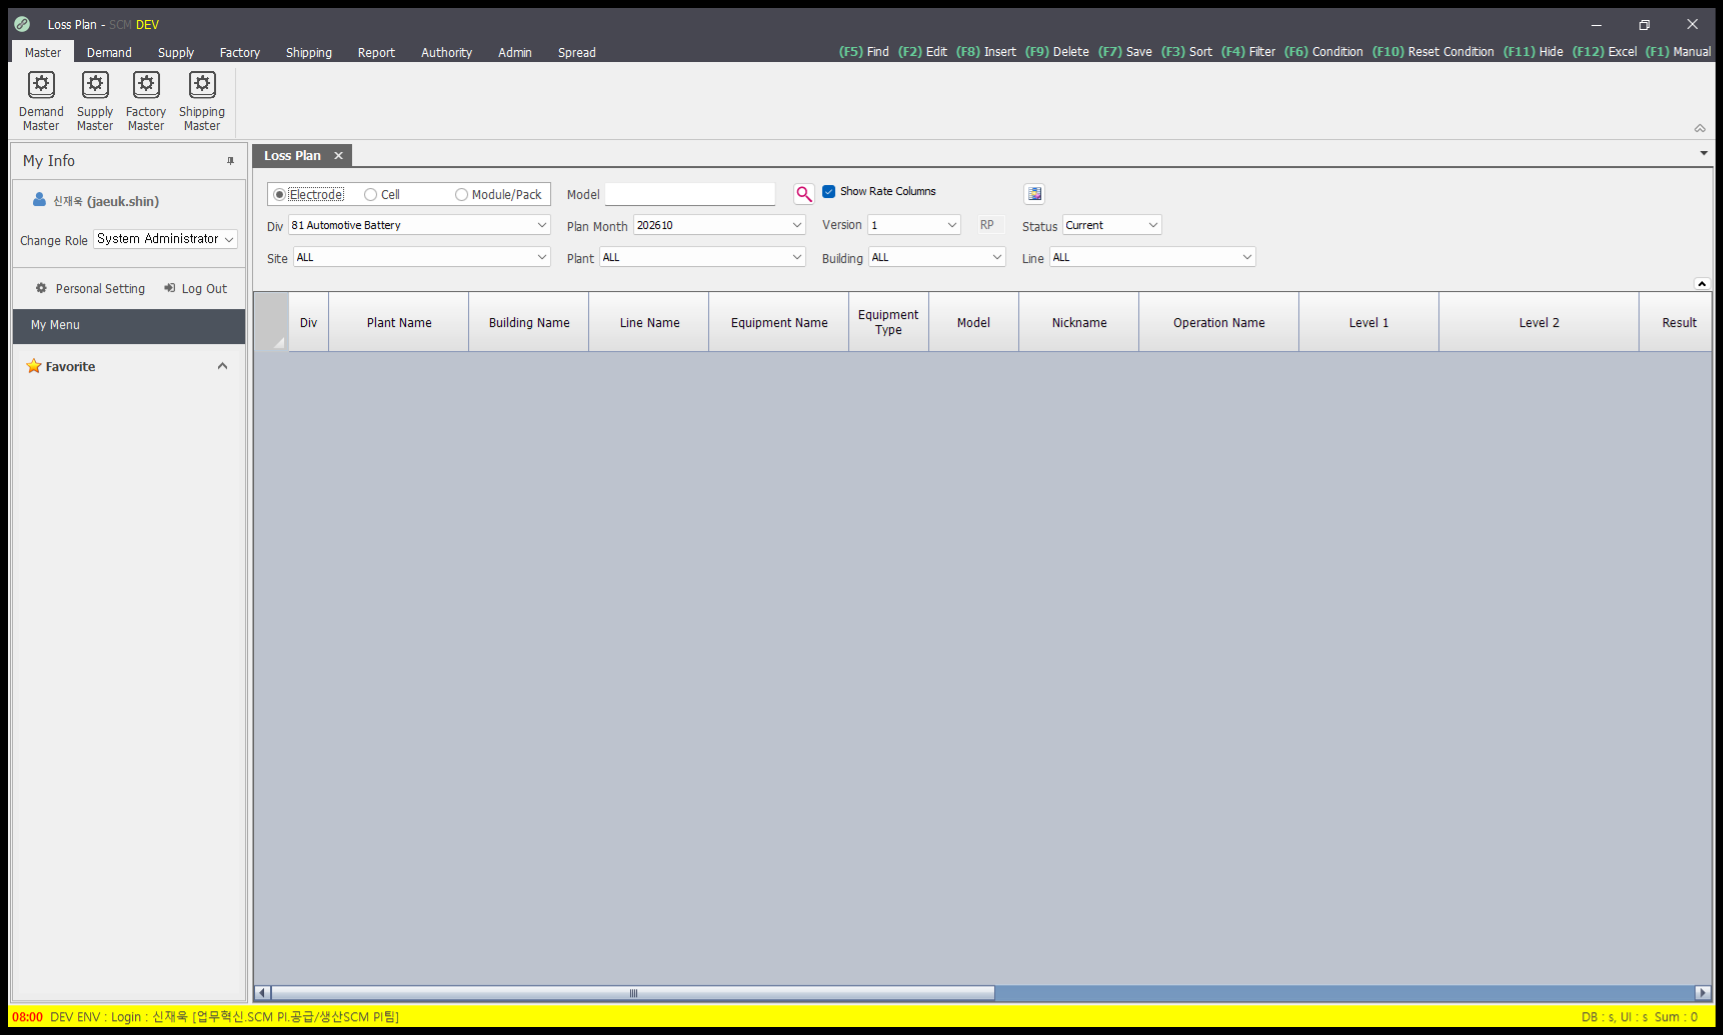 Loss Plan - SCM DEV
Master Demand Supply Factory Shipping Report Authority Admin Spread (F5) Find (F2) Edit (F8) Insert (F9) Delete (F7) Save (F3) Sort (F4) Filter (F6) Condition (F10) Reset Condition (F11) Hide (F12) Excel (F1) Manual
Demand Master Supply Master Factory Master Shipping Master
My Info
신재욱 (jaeuk.shin)
Change Role System Administrator
Personal Setting Log Out
My Menu
Favorite
Loss Plan
Electrode Cell Module/Pack Model Show Rate Columns
Div 81 Automotive Battery Plan Month 202610 Version 1 RP Status Current
Site ALL Plant ALL Building ALL Line ALL
Div Plant Name Building Name Line Name Equipment Name Equipment Type Model Nickname Operation Name Level 1 Level 2 Result
08:00 DEV ENV : Login : 신재욱 [업무혁신.SCM PI.공급/생산SCM PI팀] DB : s, UI : s Sum : 0